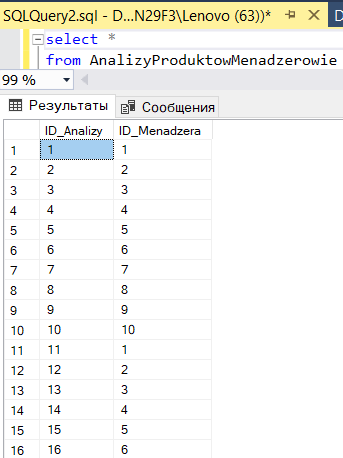 SQLQuery2.sql - D...N29F3\Lenovo (63))*
D
select *
from AnalizyProduktowMenadzerowie
99 %
Результаты Сообщения
ID_Analizy ID_Menadzera
1 1 1
2 2 2
3 3 3
4 4 4
5 5 5
6 6 6
7 7 7
8 8 8
9 9 9
10 10 10
11 11 1
12 12 2
13 13 3
14 14 4
15 15 5
16 16 6